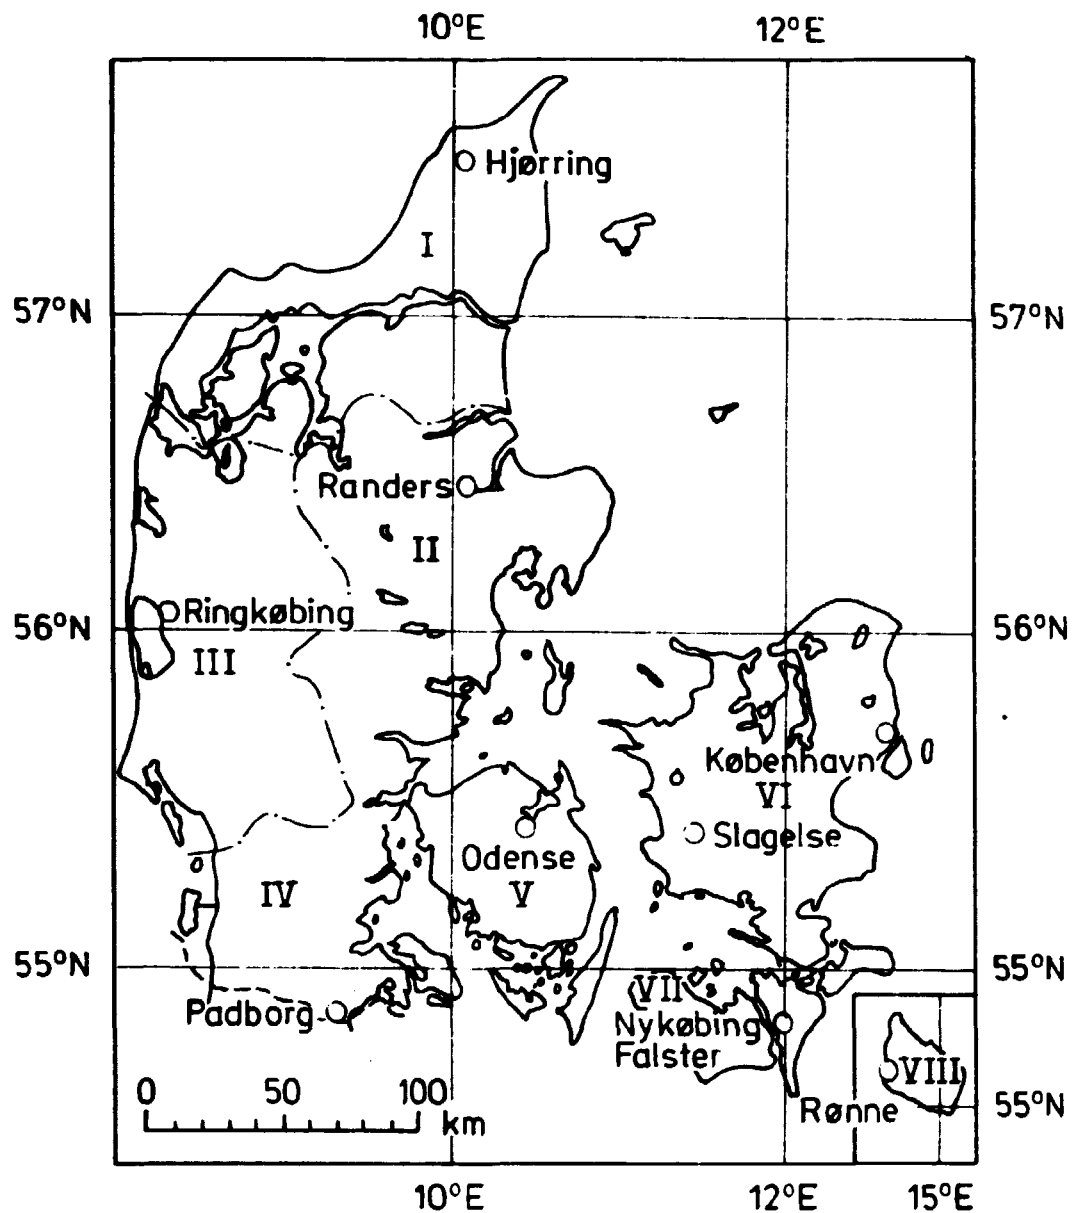 10°E 12°E
Hjørring
I
57°N 57°N
Randers
II
Ringkøbing
56°N 56°N
III
København
VI
Slagelse
Odense
IV V
55°N 55°N
VII
Padborg
Nykøbing
Falster
VIII
0 50 100
km
Rønne 55°N
10°E 12°E 15°E